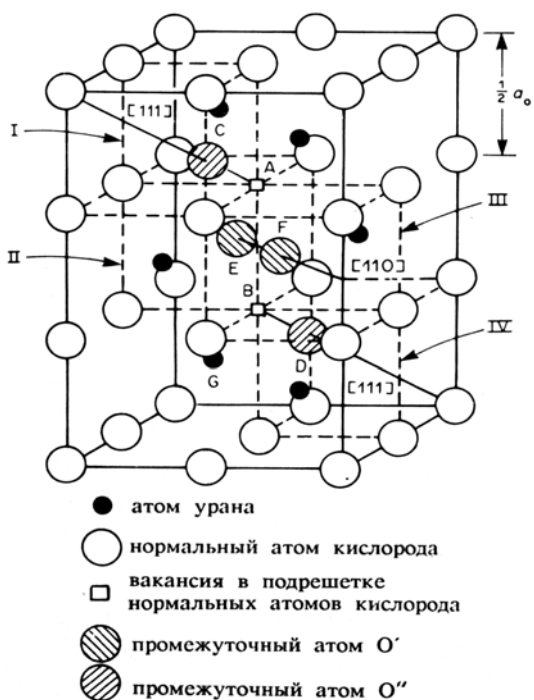 ½ a₀
[111]
I
C
A
III
F
II
E
[110]
B
IV
D
G
[111]
атом урана
нормальный атом кислорода
вакансия в подрешетке
нормальных атомов кислорода
промежуточный атом O′
промежуточный атом O″